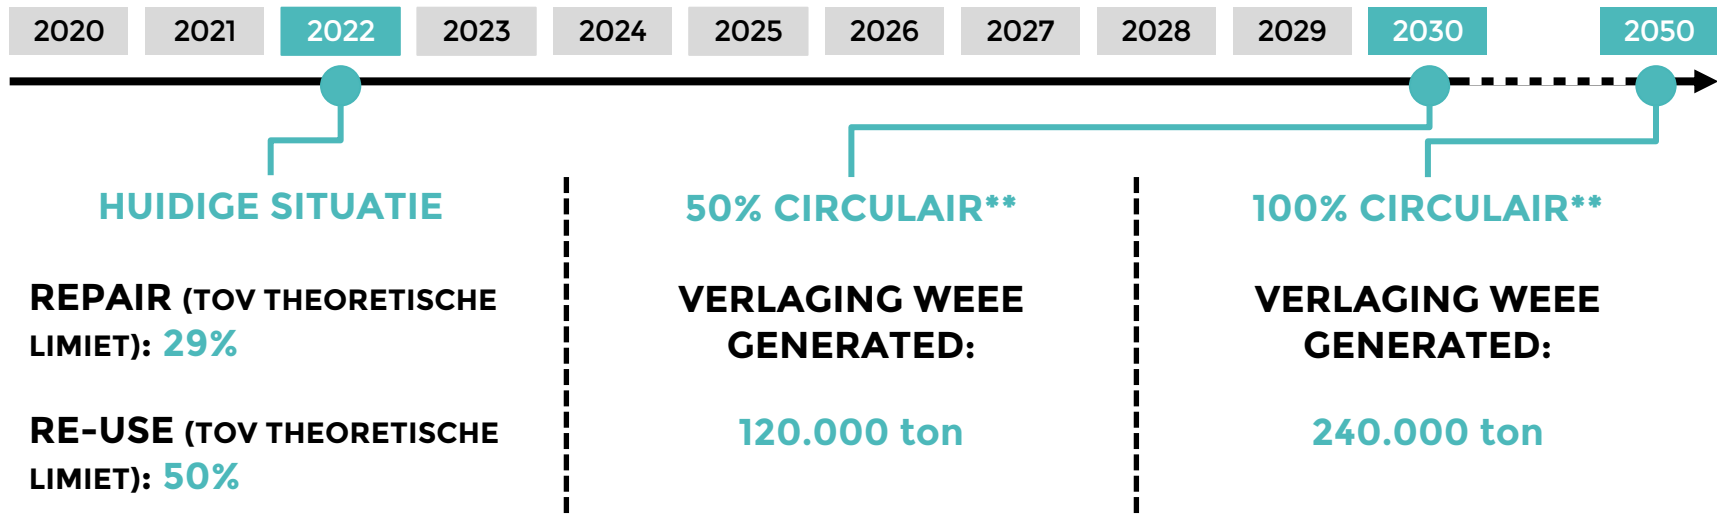 2020 2021 2022 2023 2024 2025 2026 2027 2028 2029 2030 2050
HUIDIGE SITUATIE
REPAIR (TOV THEORETISCHE
LIMIET): 29%
RE-USE (TOV THEORETISCHE
LIMIET): 50%
50% CIRCULAIR**
VERLAGING WEEE
GENERATED:
120.000 ton
100% CIRCULAIR**
VERLAGING WEEE
GENERATED:
240.000 ton